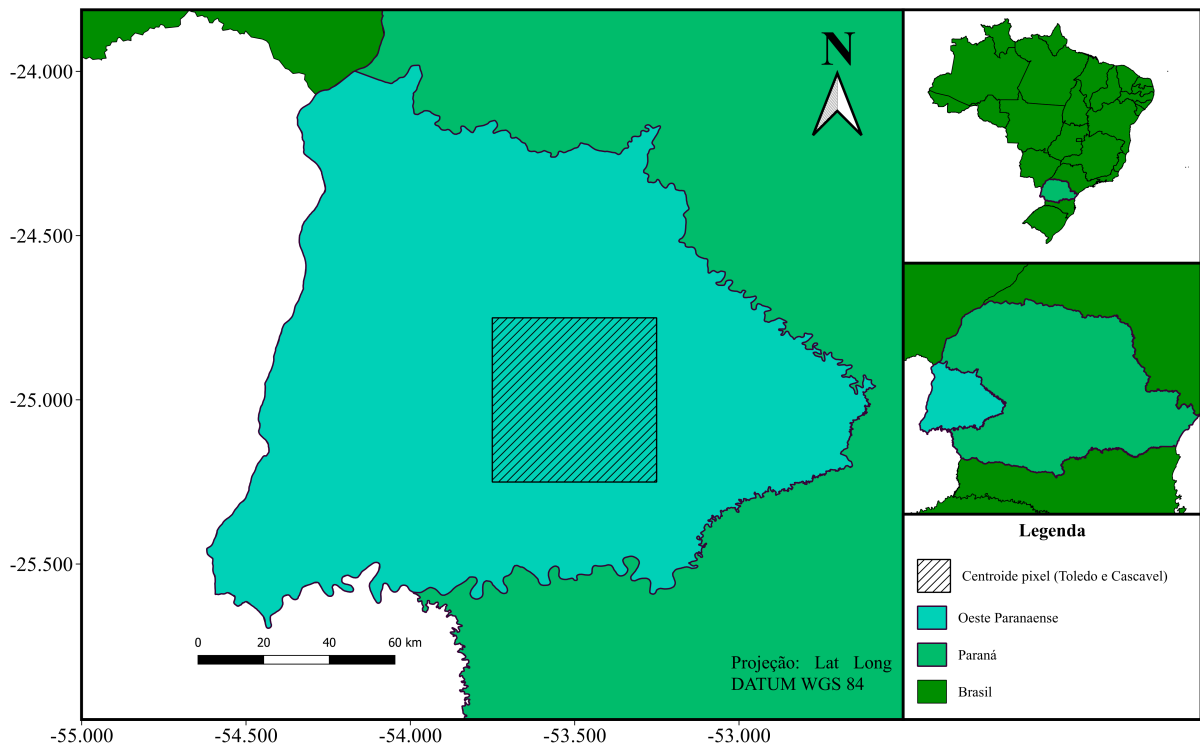 N
-24.000
-24.500
-25.000
-25.500
0 20 40 60 km
Projeção: Lat Long
DATUM WGS 84
-55.000 -54.500 -54.000 -53.500 -53.000
Legenda
Centroide pixel (Toledo e Cascavel)
Oeste Paranaense
Paraná
Brasil